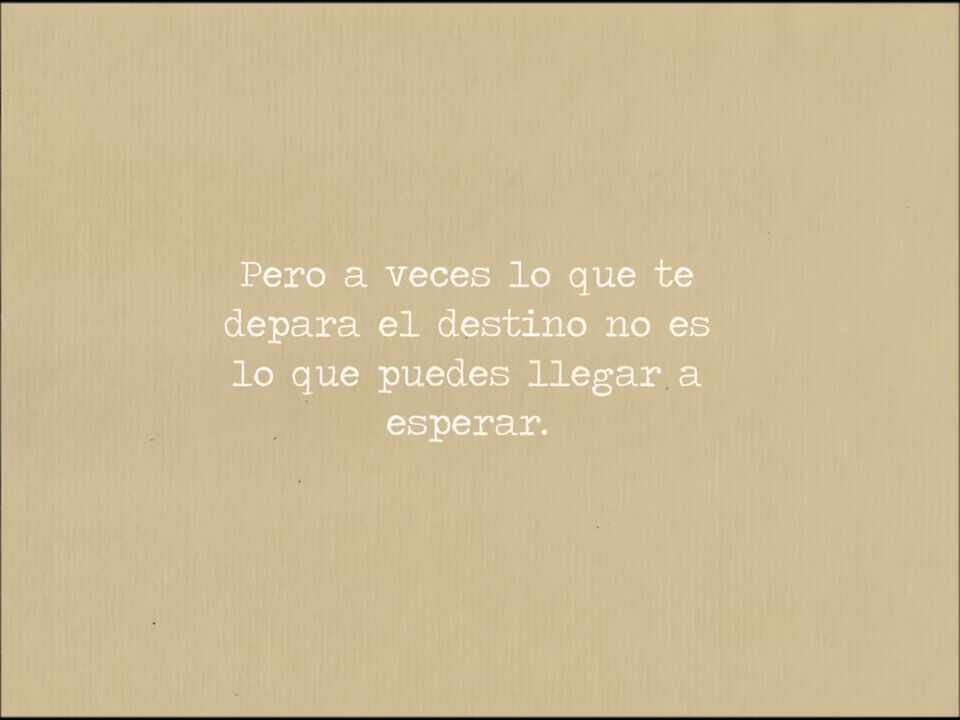 Pero a veces lo que te
depara el destino no es
lo que puedes llegar a
esperar.